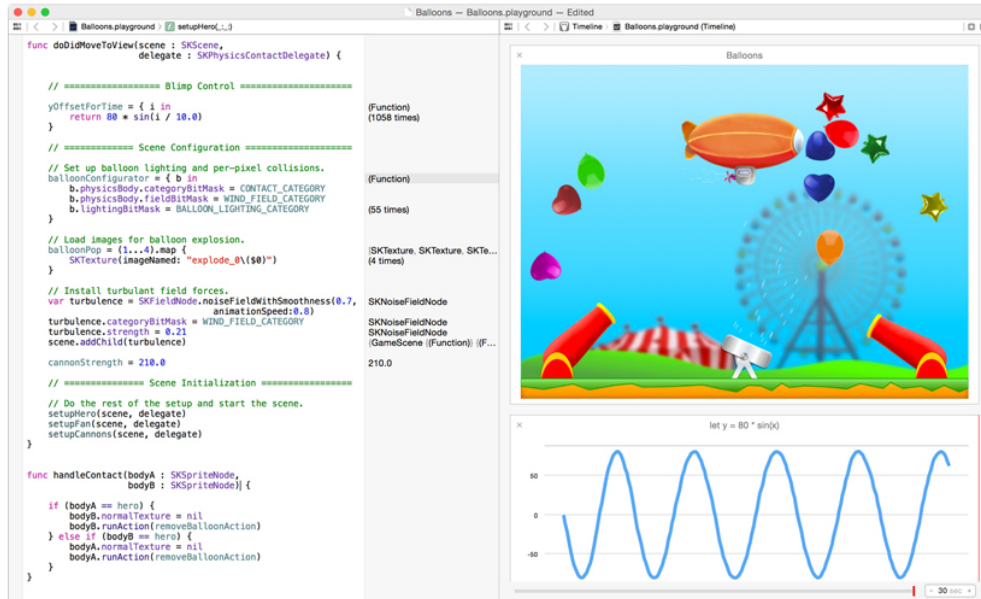 Balloons — Balloons.playground — Edited
Balloons.playground › setupHero(_:_:)
Timeline › Balloons.playground (Timeline)
func doDidMoveToView(scene : SKScene,
delegate : SKPhysicsContactDelegate) {
// ================== Blimp Control =====================
yOffsetForTime = { i in
(Function)
return 80 * sin(i / 10.0)
(1058 times)
}
// ============= Scene Configuration ====================
// Set up balloon lighting and per-pixel collisions.
balloonConfigurator = { b in
(Function)
b.physicsBody.categoryBitMask = CONTACT_CATEGORY
b.physicsBody.fieldBitMask = WIND_FIELD_CATEGORY
b.lightingBitMask = BALLOON_LIGHTING_CATEGORY
(55 times)
}
// Load images for balloon explosion.
balloonPop = (1...4).map {
[SKTexture, SKTexture, SKTe...
SKTexture(imageNamed: "explode_0\($0)")
(4 times)
}
// Install turbulant field forces.
var turbulence = SKFieldNode.noiseFieldWithSmoothness(0.7,
SKNoiseFieldNode
animationSpeed:0.8)
turbulence.categoryBitMask = WIND_FIELD_CATEGORY
SKNoiseFieldNode
turbulence.strength = 0.21
SKNoiseFieldNode
scene.addChild(turbulence)
{GameScene {(Function)} {(F...
cannonStrength = 210.0
210.0
// =============== Scene Initialization =================
// Do the rest of the setup and start the scene.
setupHero(scene, delegate)
setupFan(scene, delegate)
setupCannons(scene, delegate)
}
func handleContact(bodyA : SKSpriteNode,
bodyB : SKSpriteNode) {
if (bodyA == hero) {
bodyB.normalTexture = nil
bodyB.runAction(removeBalloonAction)
} else if (bodyB == hero) {
bodyA.normalTexture = nil
bodyA.runAction(removeBalloonAction)
}
}
Balloons
let y = 80 * sin(x)
50
0
-50
- 30 sec +